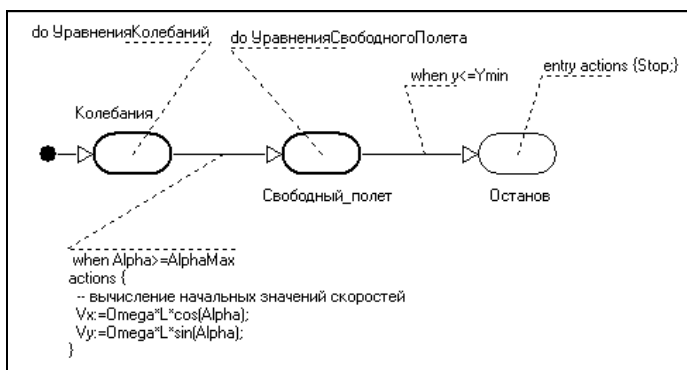 do УравненияКолебаний
do УравненияСвободногоПолета
when y<=Ymin
entry actions {Stop;}
Колебания
Свободный_полет
Останов
when Alpha>=AlphaMax
actions {
-- вычисление начальных значений скоростей
Vx:=Omega*L*cos(Alpha);
Vy:=Omega*L*sin(Alpha);
}